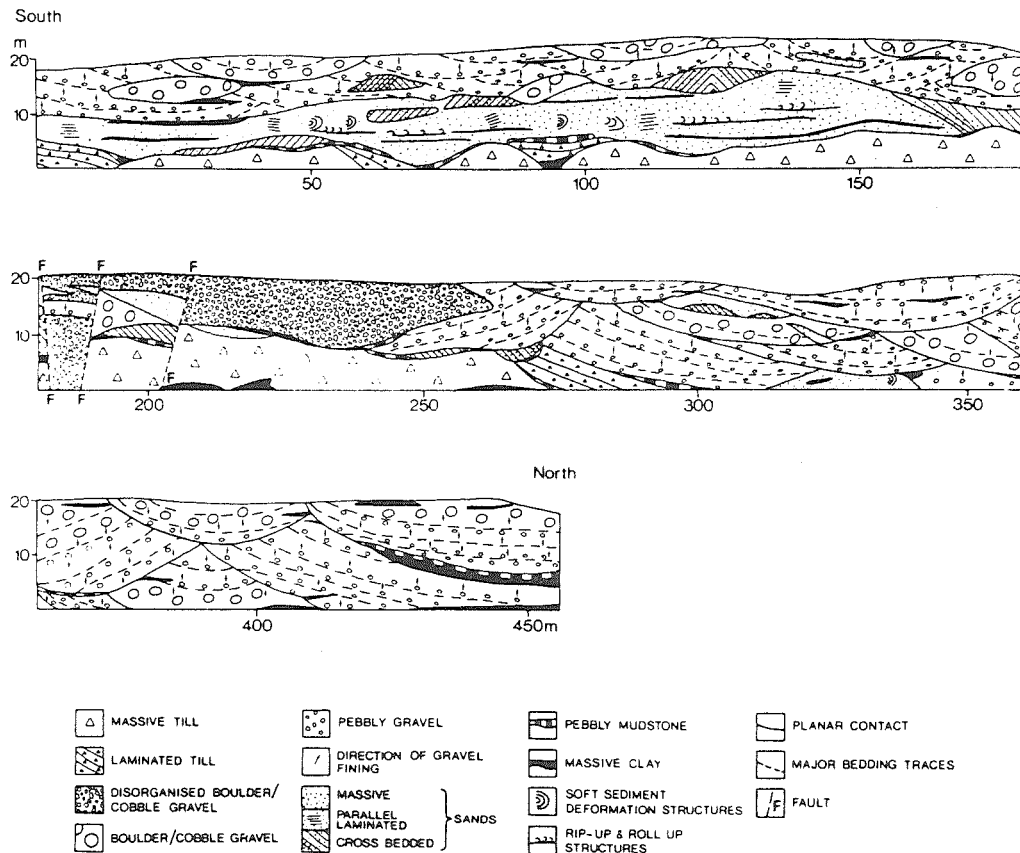 South
m
20
10
50
100
150
F
F
F
20
10
F
F
F
200
250
300
350
North
20
10
400
450m
MASSIVE TILL
LAMINATED TILL
DISORGANISED BOULDER/
COBBLE GRAVEL
BOULDER/COBBLE GRAVEL
PEBBLY GRAVEL
DIRECTION OF GRAVEL
FINING
MASSIVE
PARALLEL
LAMINATED
CROSS BEDDED
SANDS
PEBBLY MUDSTONE
MASSIVE CLAY
SOFT SEDIMENT
DEFORMATION STRUCTURES
RIP-UP & ROLL UP
STRUCTURES
PLANAR CONTACT
MAJOR BEDDING TRACES
F
FAULT